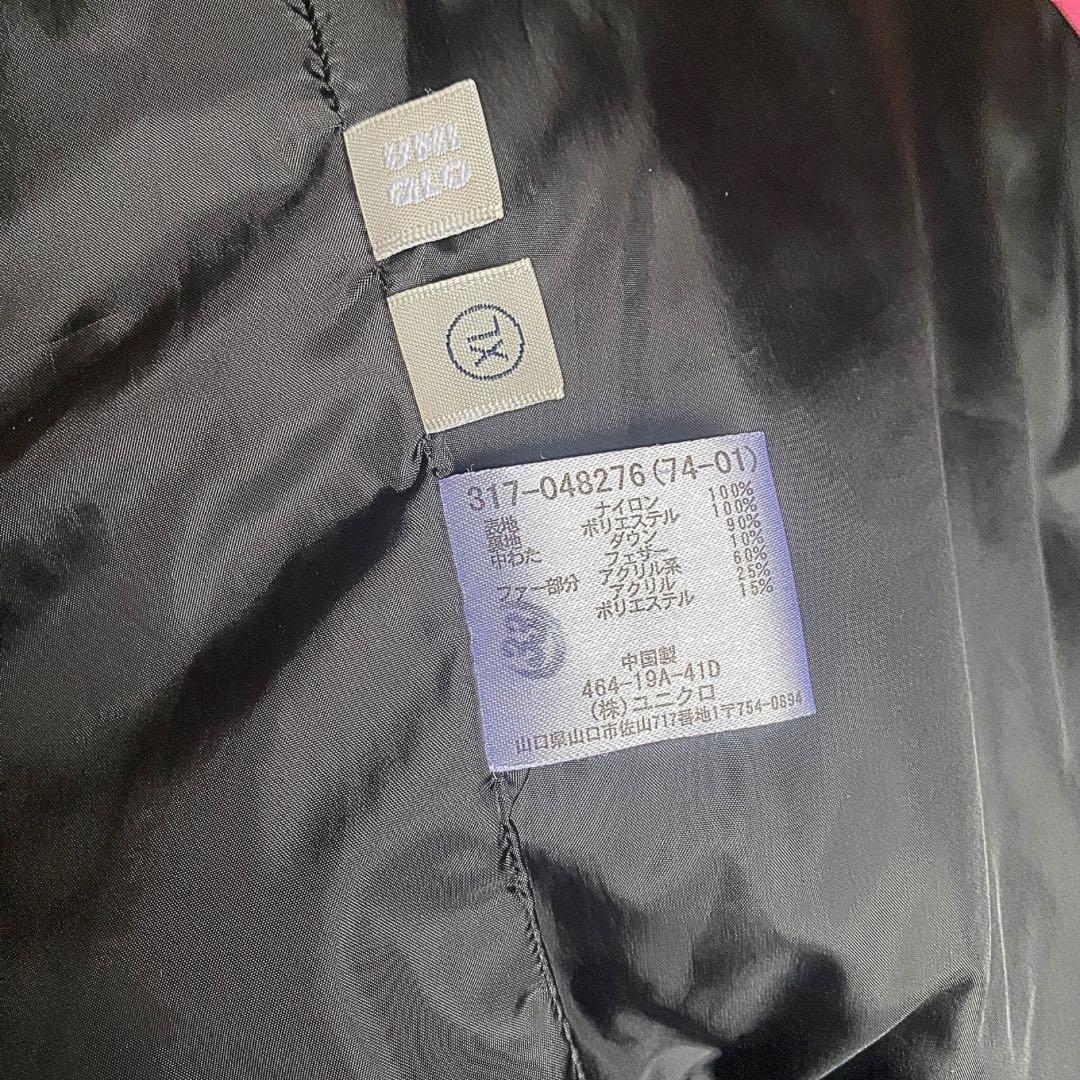 UNI
QLO
XL
317-048276(74-01)
表地 ナイロン 100%
裏地 ポリエステル 100%
中わた ダウン 90%
フェザー 10%
ファー部分 アクリル系 60%
アクリル 25%
ポリエステル 15%
中国製
464-19A-41D
(株)ユニクロ
山口県山口市佐山717番地1〒754-0894